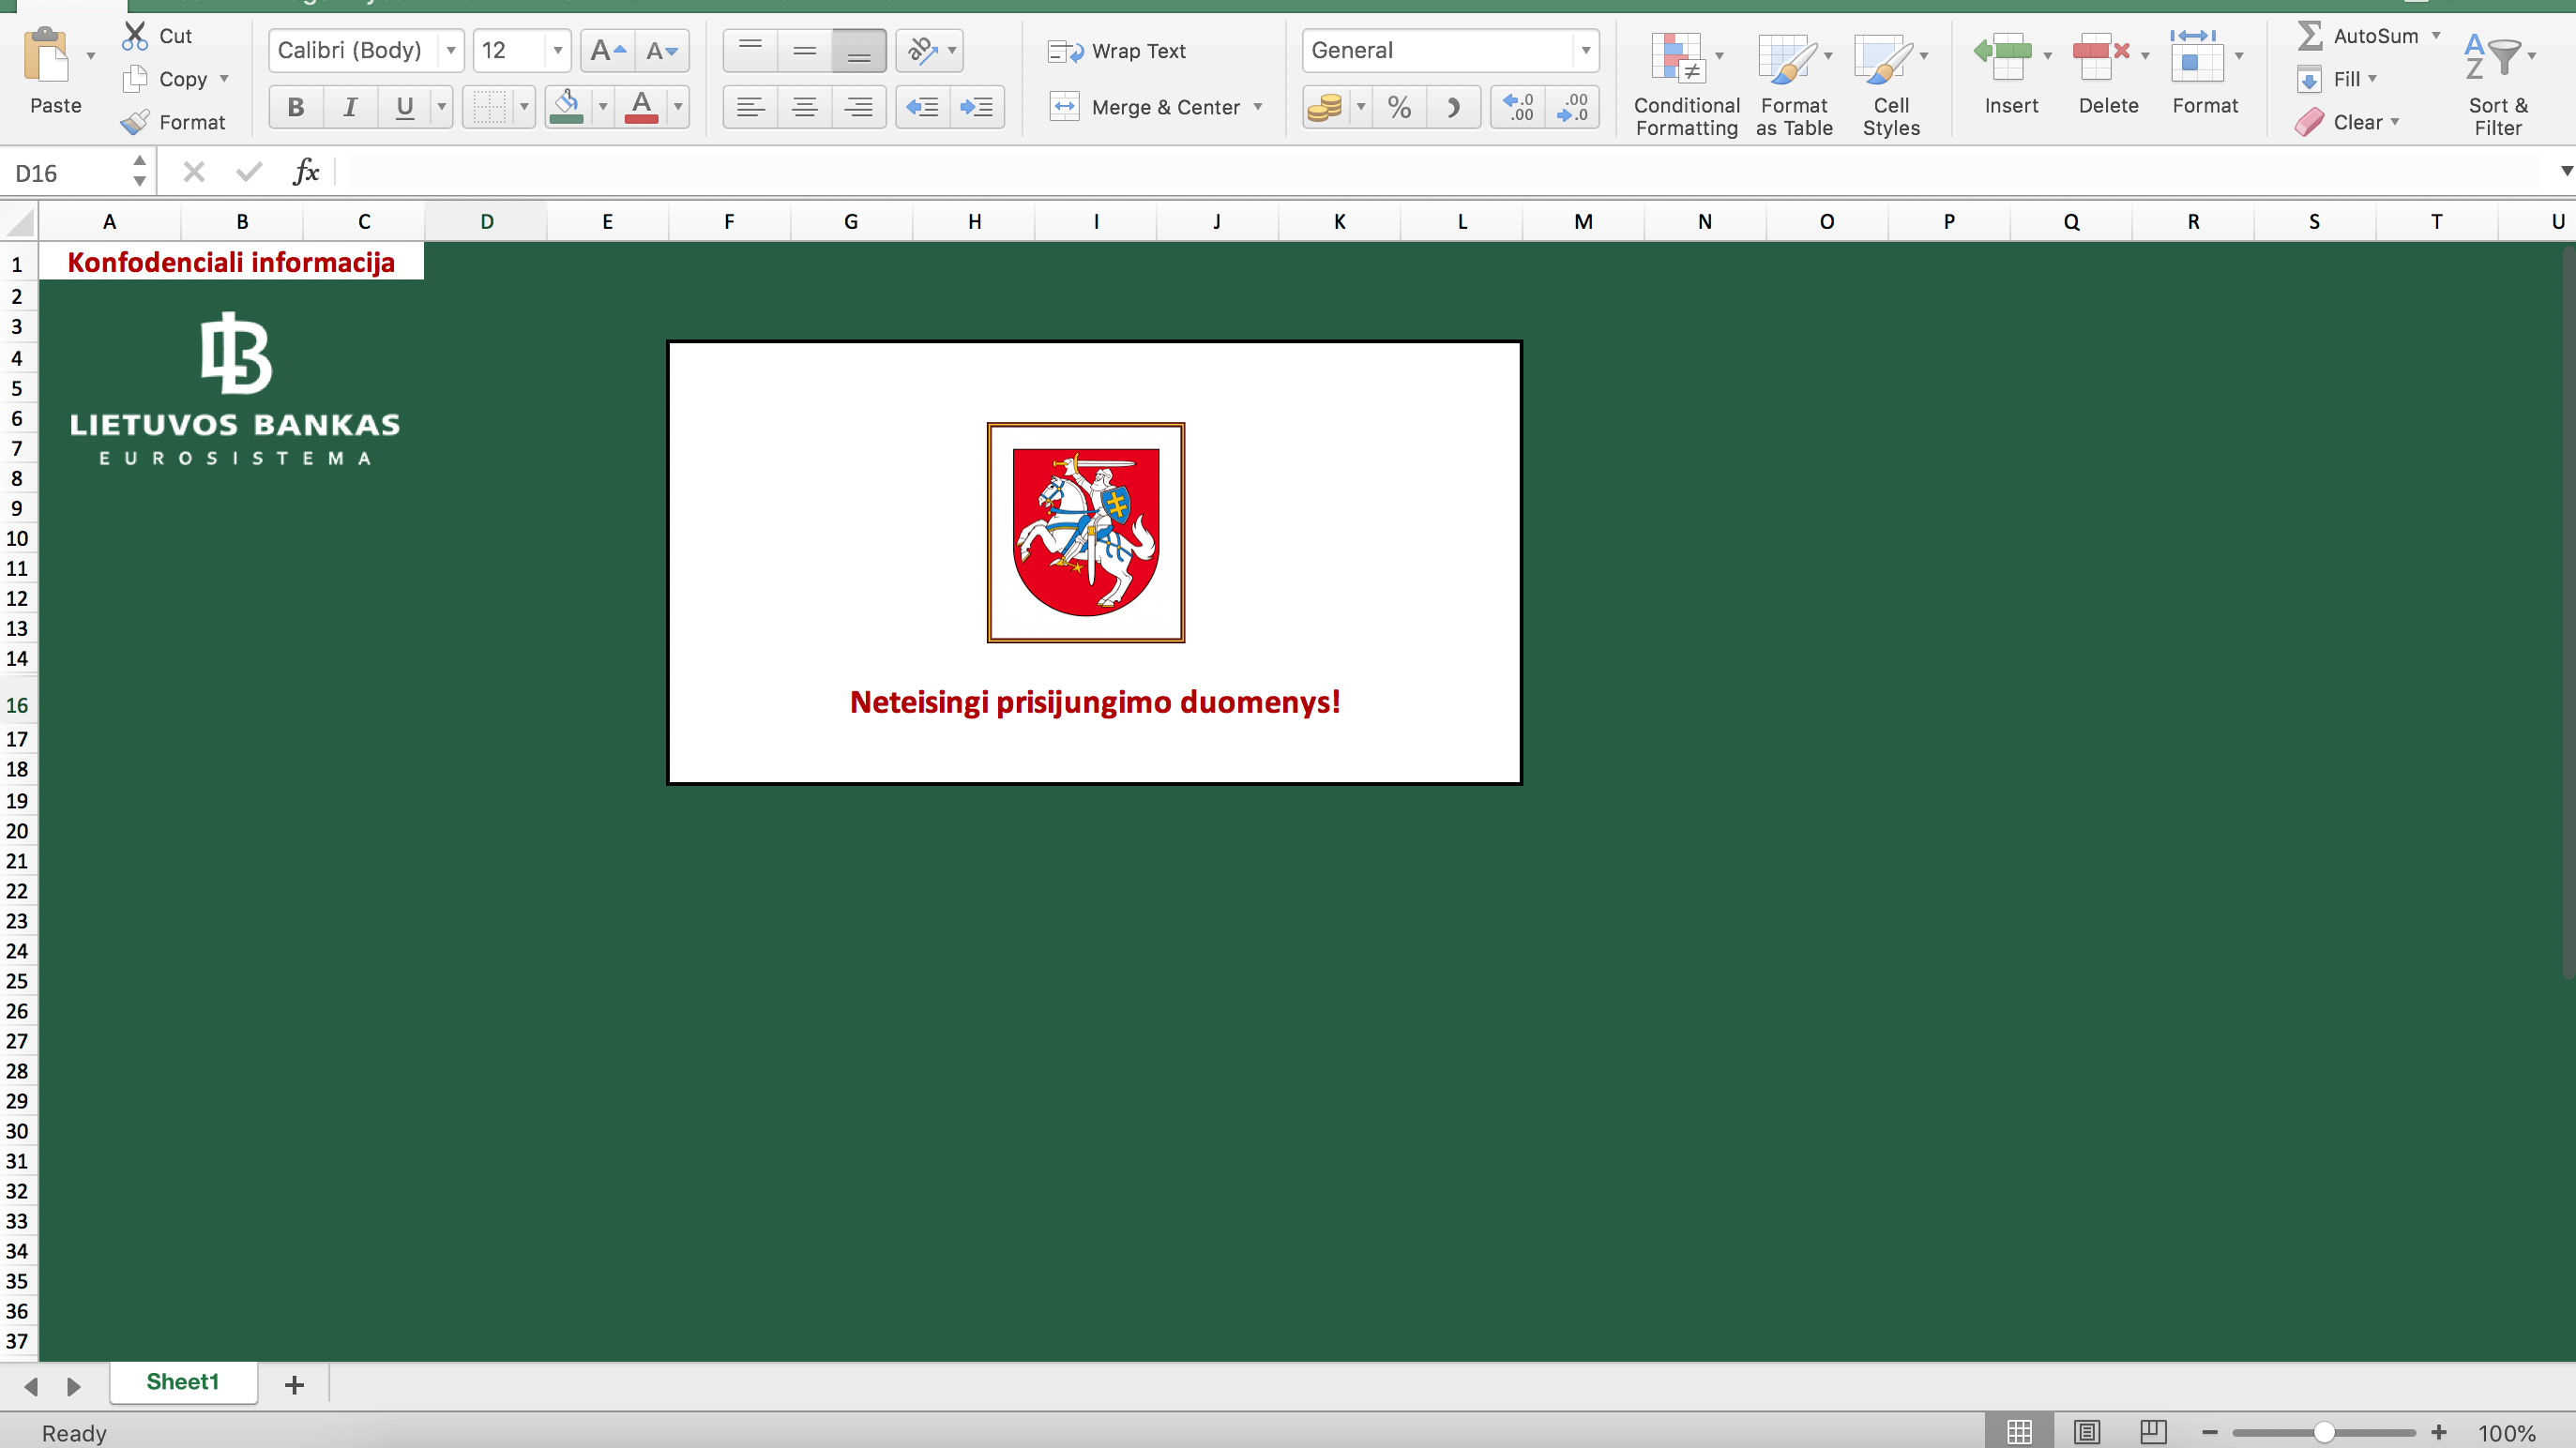 Cut
Copy
Paste
Format
Calibri (Body)
12
A
A
B
I
U
A
ab
Wrap Text
Merge & Center
General
%
.0
.00
.00
.0
Conditional
Formatting
Format
as Table
Cell
Styles
Insert
Delete
Format
AutoSum
Fill
Clear
A
Z
Sort &
Filter
D16
fx
A B C D E F G H I J K L M N O P Q R S T U
1 Konfodenciali informacija
2
3
4
5
LIETUVOS BANKAS
6
EUROSISTEMA
7
8
9
10
11
12
13
14
16 Neteisingi prisijungimo duomenys!
17
18
19
20
21
22
23
24
25
26
27
28
29
30
31
32
33
34
35
36
37
Sheet1
Ready
100%